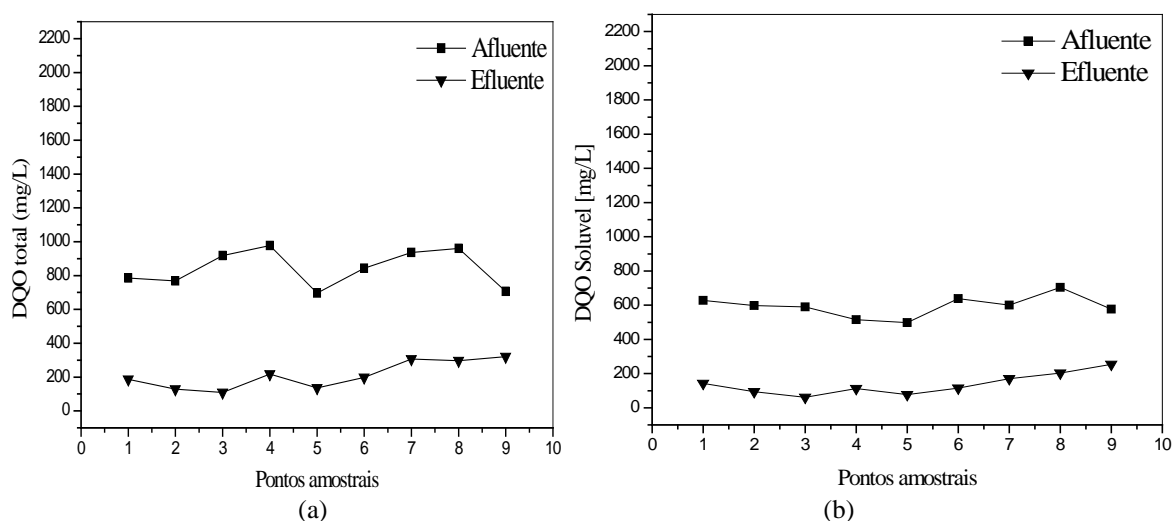 2200
2000
1800
1600
1400
1200
1000
800
600
400
200
0
DQO total (mg/L)
Afluente
Efluente
0 1 2 3 4 5 6 7 8 9 10
Pontos amostrais
(a)
2200
2000
1800
1600
1400
1200
1000
800
600
400
200
0
DQO Soluvel [mg/L]
Afluente
Efluente
0 1 2 3 4 5 6 7 8 9 10
Pontos amostrais
(b)